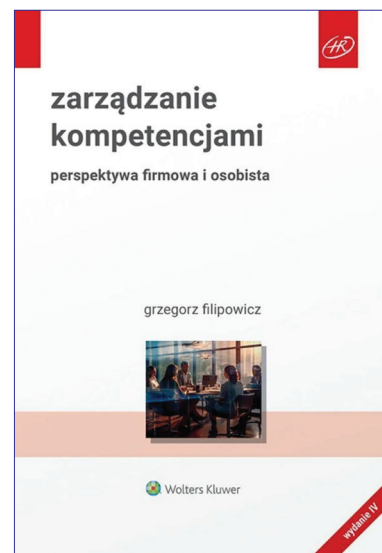 HR
zarządzanie
kompetencjami
perspektywa firmowa i osobista
grzegorz filipowicz
Wolters Kluwer
wydanie IV